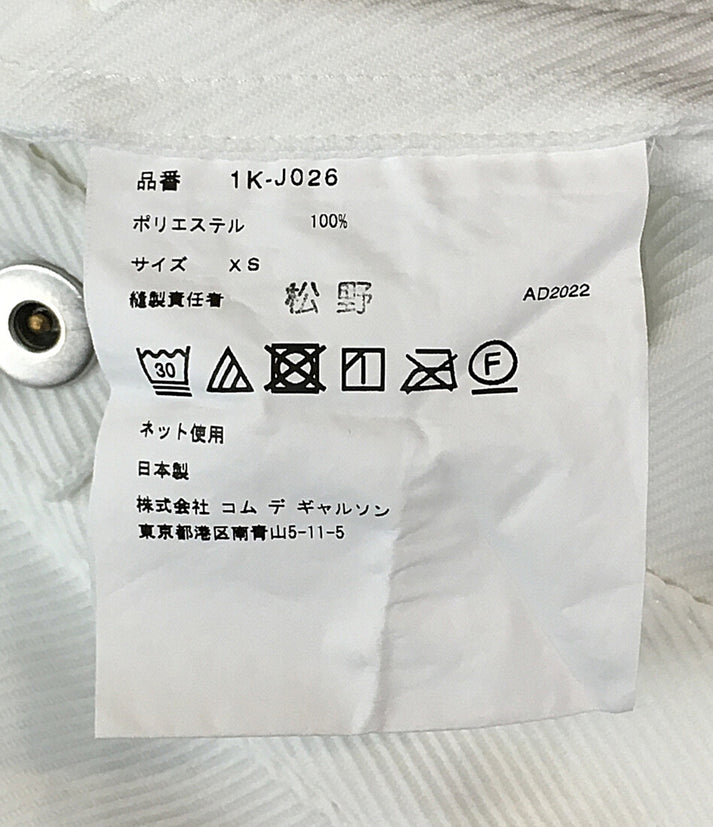 品番 1K-J026
ポリエステル 100%
サイズ XS
縫製責任者 松野 AD2022
30 F
ネット使用
日本製
株式会社 コム デ ギャルソン
東京都港区南青山5-11-5